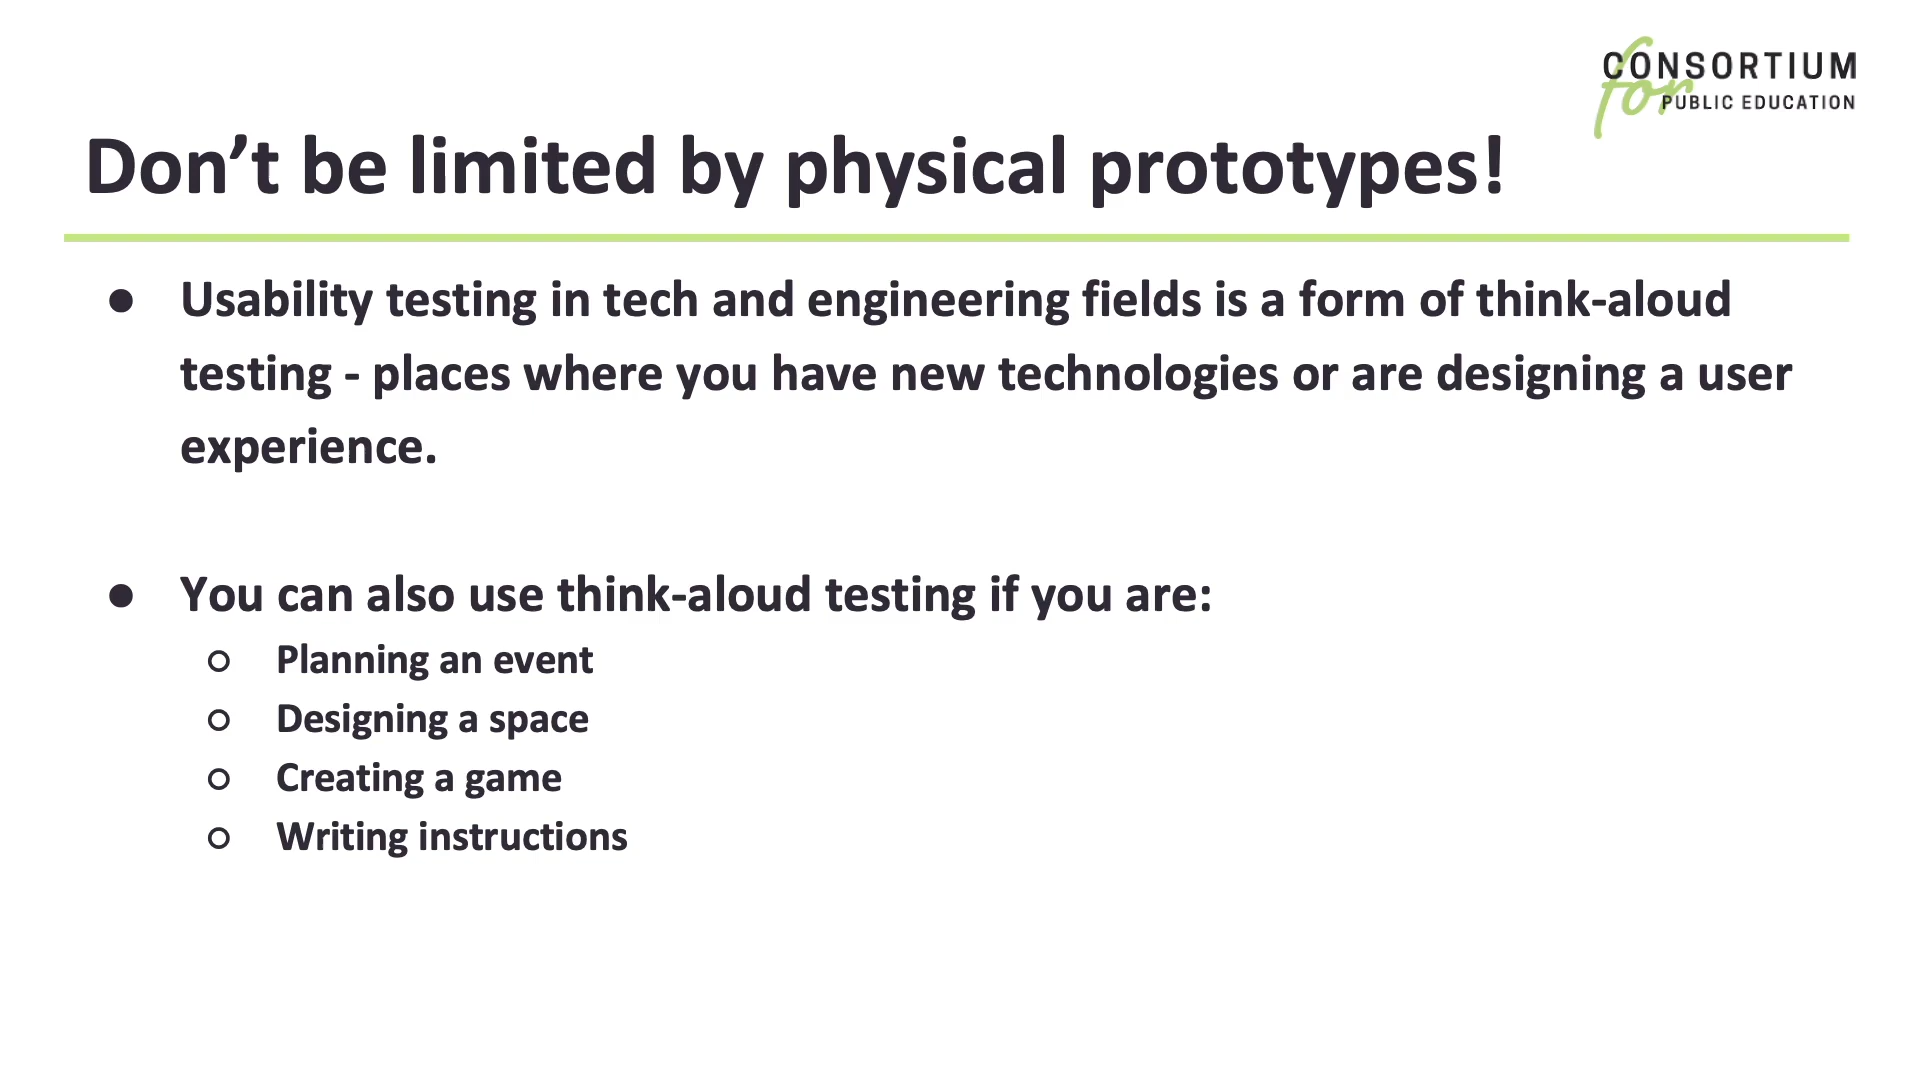 CONSORTIUM
for PUBLIC EDUCATION
Don’t be limited by physical prototypes!
● Usability testing in tech and engineering fields is a form of think-aloud
testing - places where you have new technologies or are designing a user
experience.
● You can also use think-aloud testing if you are:
○ Planning an event
○ Designing a space
○ Creating a game
○ Writing instructions